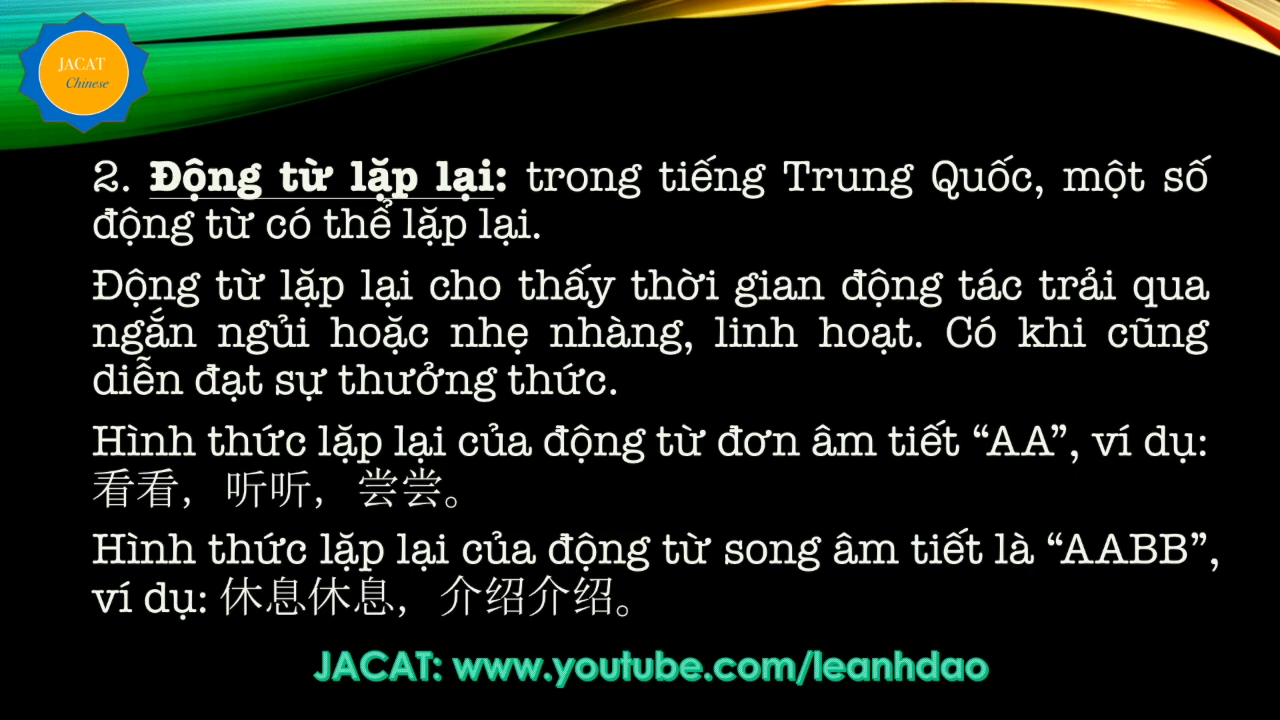 JACAT
Chinese
2. Động từ lặp lại: trong tiếng Trung Quốc, một số
động từ có thể lặp lại.
Động từ lặp lại cho thấy thời gian động tác trải qua
ngắn ngủi hoặc nhẹ nhàng, linh hoạt. Có khi cũng
diễn đạt sự thưởng thức.
Hình thức lặp lại của động từ đơn âm tiết “AA”, ví dụ:
看看，听听，尝尝。
Hình thức lặp lại của động từ song âm tiết là “AABB”,
ví dụ: 休息休息，介绍介绍。
JACAT: www.youtube.com/leanhdao